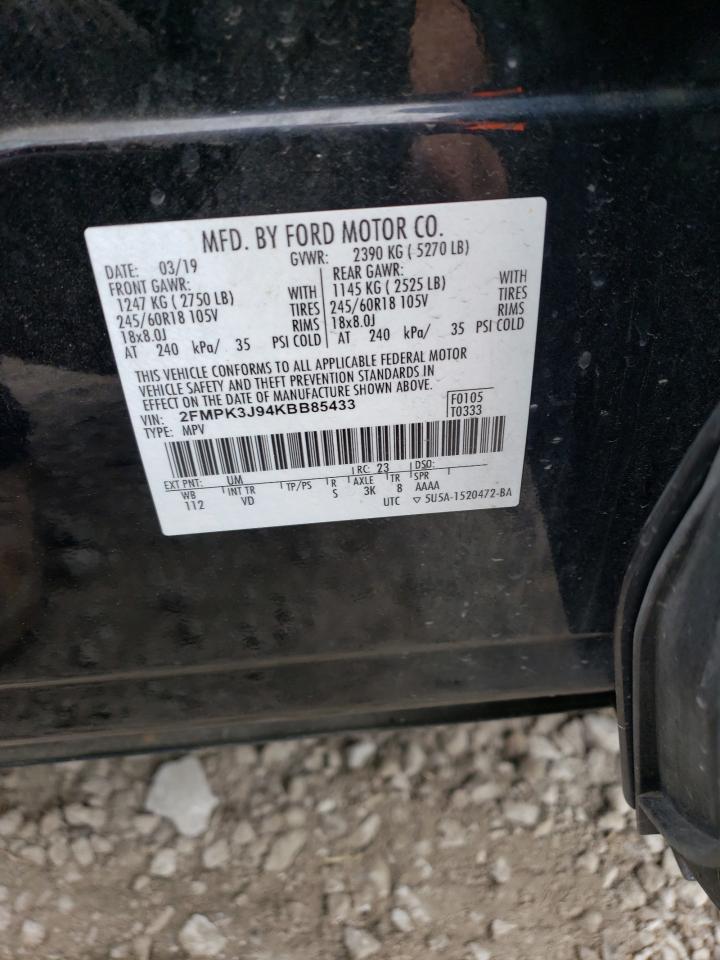 MFD. BY FORD MOTOR CO.
DATE: 03/19 GVWR: 2390 KG ( 5270 LB)
FRONT GAWR: REAR GAWR:
1247 KG ( 2750 LB) WITH 1145 KG ( 2525 LB) WITH
245/60R18 105V TIRES 245/60R18 105V TIRES
18x8.0J RIMS 18x8.0J RIMS
AT 240 kPa/ 35 PSI COLD AT 240 kPa/ 35 PSI COLD
THIS VEHICLE CONFORMS TO ALL APPLICABLE FEDERAL MOTOR
VEHICLE SAFETY AND THEFT PREVENTION STANDARDS IN
EFFECT ON THE DATE OF MANUFACTURE SHOWN ABOVE.
VIN: 2FMPK3J94KBB85433 F0105
TYPE: MPV T0333
EXT PNT: UM RC: 23 DSO:
WB INT TR TP/PS R AXLE TR SPR
112 VD S 3K 8 AAAA
UTC ▽ 5U5A-1520472-BA